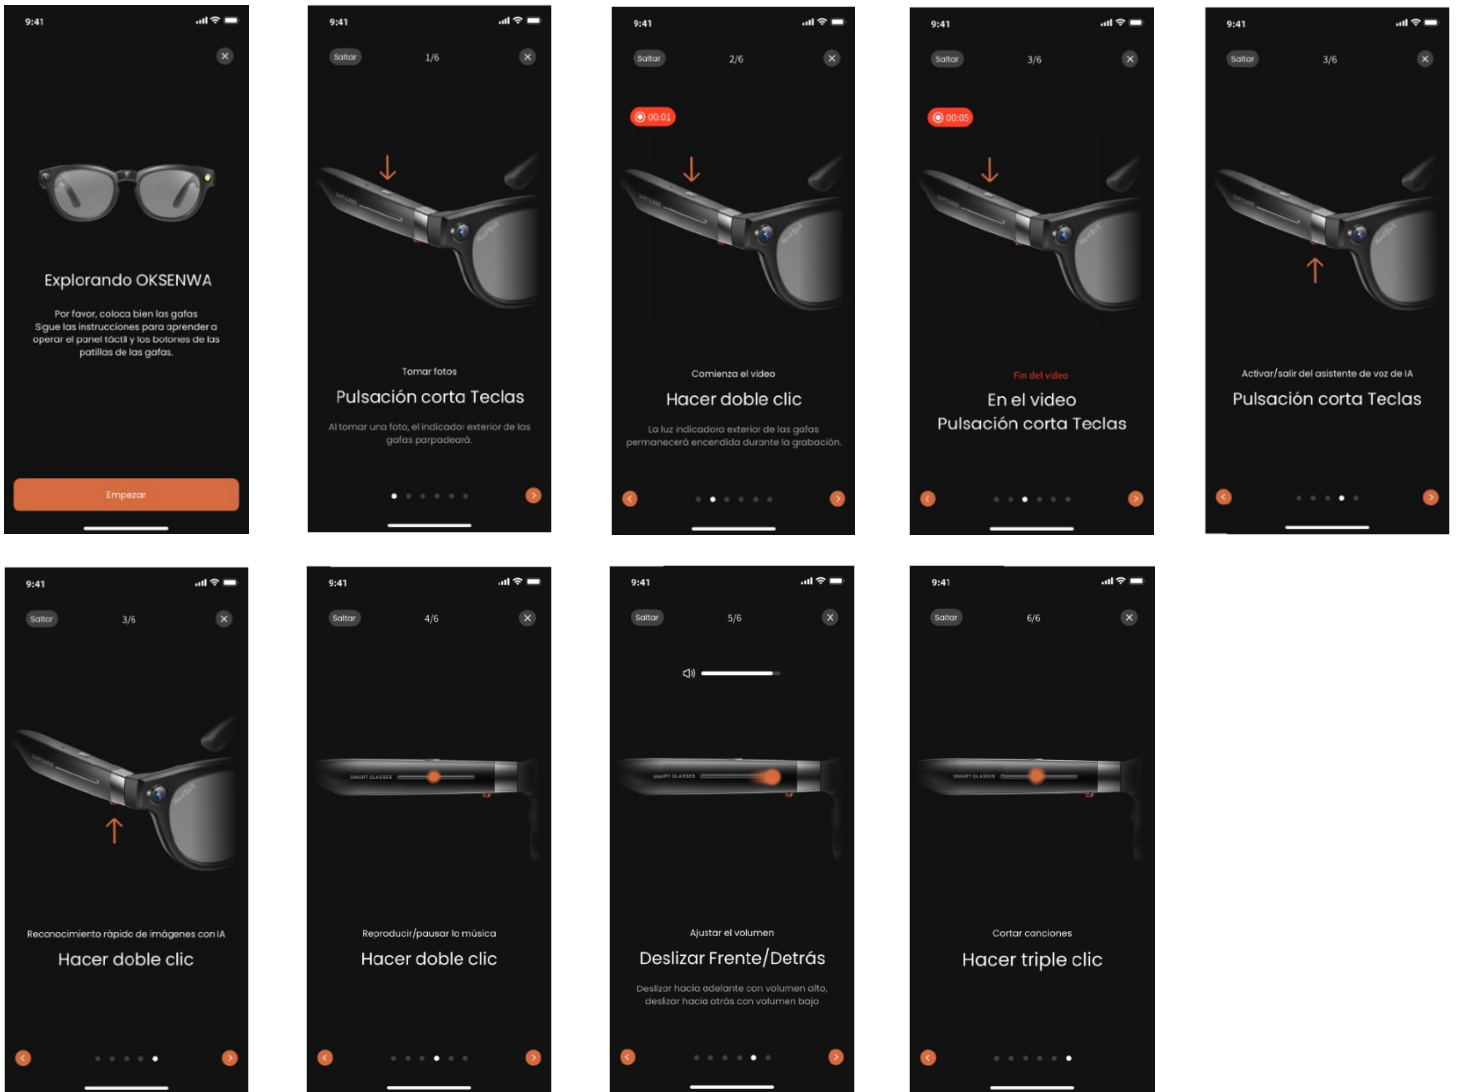 9:41
Explorando OKSENWA
Por favor, coloca bien las gafas
Sigue las instrucciones para aprender a
operar el panel táctil y los botones de las
patillas de las gafas.
Empezar
9:41
Saltar
1/6
Tomar fotos
Pulsación corta Teclas
Al tomar una foto, el indicador exterior de las
gafas parpadeará.
9:41
Saltar
2/6
00:01
Comienza el video
Hacer doble clic
La luz indicadora exterior de las gafas
permanecerá encendida durante la grabación.
9:41
Saltar
3/6
00:05
Fin del video
En el video
Pulsación corta Teclas
9:41
Saltar
3/6
Activar/salir del asistente de voz de IA
Pulsación corta Teclas
9:41
Saltar
3/6
Reconocimiento rápido de imágenes con IA
Hacer doble clic
9:41
Saltar
4/6
SMART GLASSES
Reproducir/pausar la música
Hacer doble clic
9:41
Saltar
5/6
SMART GLASSES
Ajustar el volumen
Deslizar Frente/Detrás
Deslizar hacia adelante con volumen alto,
deslizar hacia atrás con volumen bajo
9:41
Saltar
6/6
SMART GLASSES
Cortar canciones
Hacer triple clic